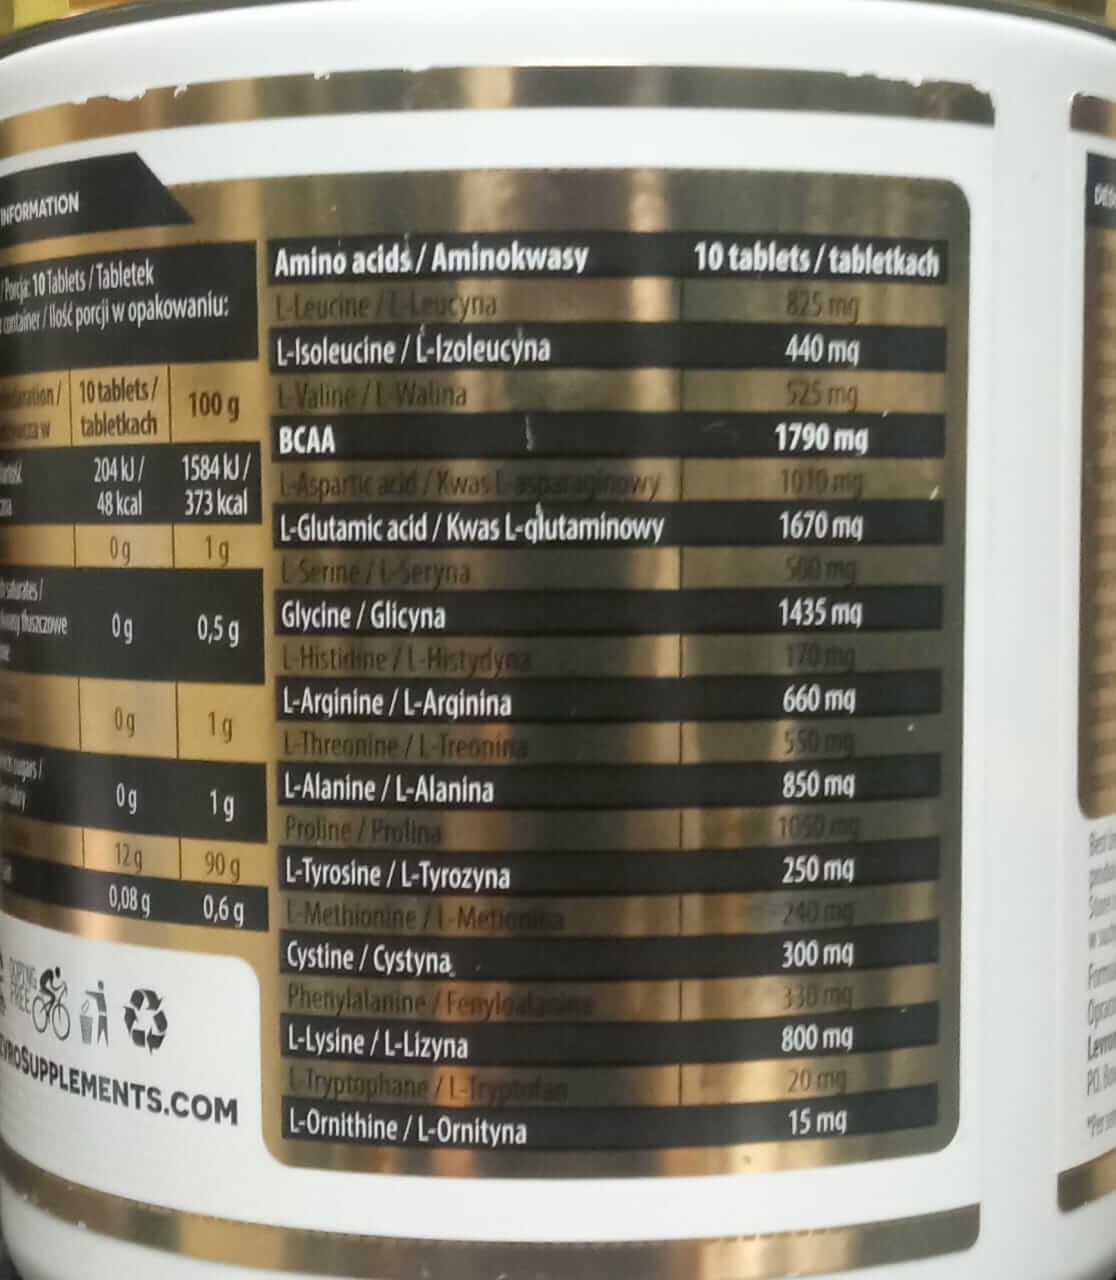 INFORMATION
10 Tablets / Tabletek
container / ilość porcji w opakowaniu:
10 tablets /
tabletkach
100 g
204 kJ /
48 kcal
1584 kJ /
373 kcal
0 g
1 g
0 g
0,5 g
0 g
1 g
0 g
1 g
12 g
90 g
0,08 g
0,6 g
DOPING
FREE
SUPPLEMENTS.COM
Amino acids / Aminokwasy 10 tablets / tabletkach
L-Leucine / L-Leucyna 825 mg
L-Isoleucine / L-Izoleucyna 440 mg
L-Valine / L-Walina 525 mg
BCAA 1790 mg
L-Aspartic acid / Kwas L-asparaginowy 1010 mg
L-Glutamic acid / Kwas L-glutaminowy 1670 mg
L-Serine / L-Seryna 500 mg
Glycine / Glicyna 1435 mg
L-Histidine / L-Histydyna 170 mg
L-Arginine / L-Arginina 660 mg
L-Threonine / L-Treonina 550 mg
L-Alanine / L-Alanina 850 mg
Proline / Prolina 1050 mg
L-Tyrosine / L-Tyrozyna 250 mg
L-Methionine / L-Metionina 240 mg
Cystine / Cystyna 300 mg
Phenylalanine / Fenyloalanina 330 mg
L-Lysine / L-Lizyna 800 mg
L-Tryptophane / L-Tryptofan 20 mg
L-Ornithine / L-Ornityna 15 mg